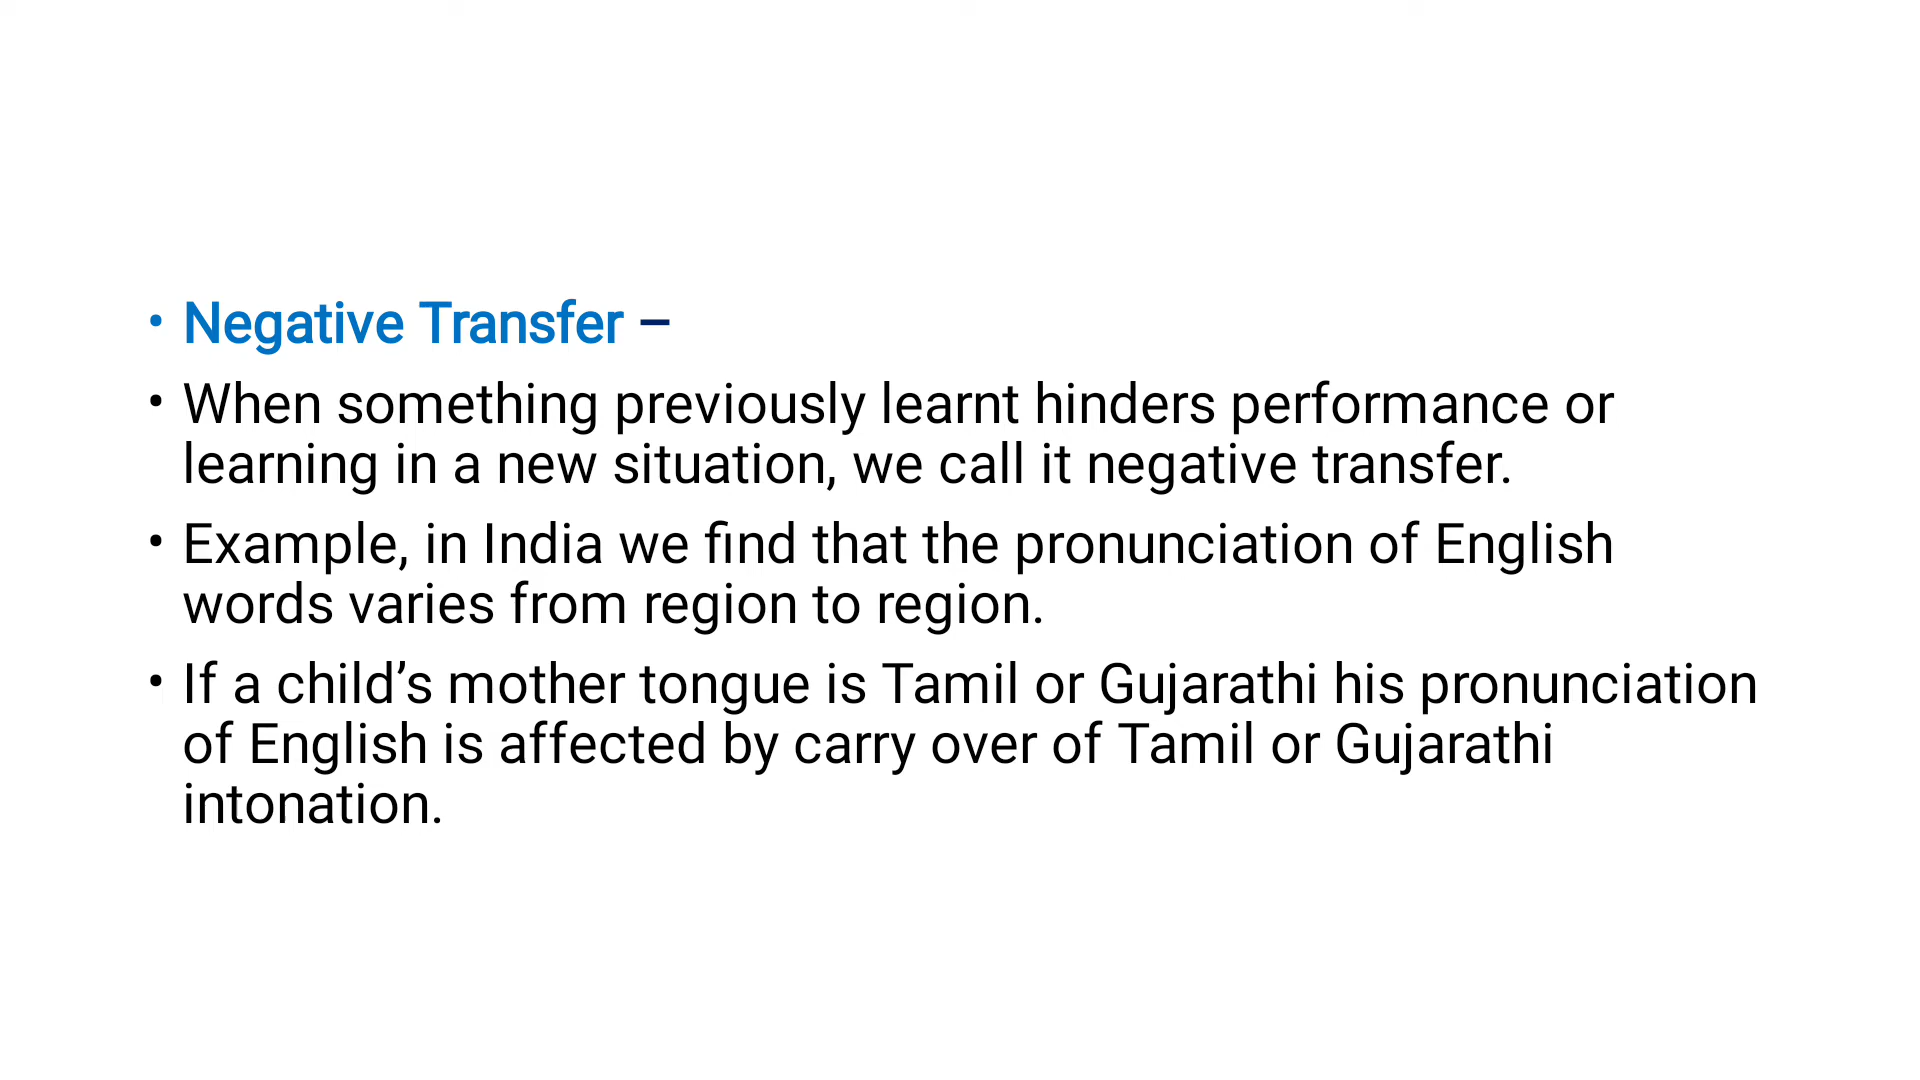 • Negative Transfer –
• When something previously learnt hinders performance or
learning in a new situation, we call it negative transfer.
• Example, in India we find that the pronunciation of English
words varies from region to region.
• If a child’s mother tongue is Tamil or Gujarathi his pronunciation
of English is affected by carry over of Tamil or Gujarathi
intonation.